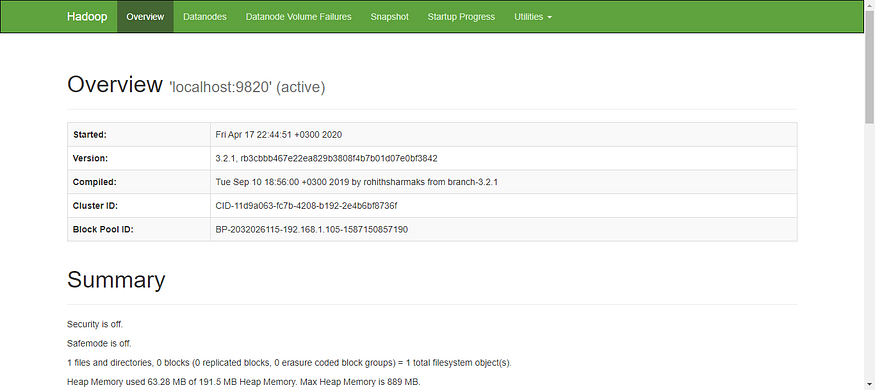 Hadoop Overview Datanodes Datanode Volume Failures Snapshot Startup Progress Utilities
Overview 'localhost:9820' (active)
Started: Fri Apr 17 22:44:51 +0300 2020
Version: 3.2.1, rb3cbbb467e22ea829b3808f4b7b01d07e0bf3842
Compiled: Tue Sep 10 18:56:00 +0300 2019 by rohithsharmaks from branch-3.2.1
Cluster ID: CID-11d9a063-fc7b-4208-b192-2e4b6bf8736f
Block Pool ID: BP-2032026115-192.168.1.105-1587150857190
Summary
Security is off.
Safemode is off.
1 files and directories, 0 blocks (0 replicated blocks, 0 erasure coded block groups) = 1 total filesystem object(s).
Heap Memory used 63.28 MB of 191.5 MB Heap Memory. Max Heap Memory is 889 MB.